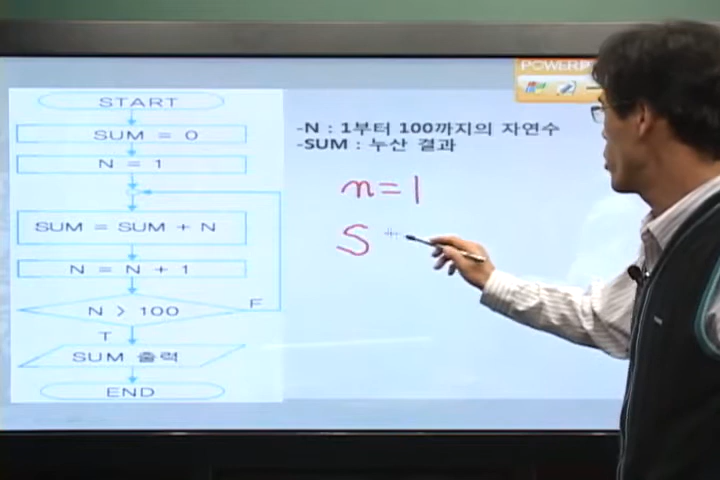 POWERP
START
SUM = 0
N = 1
SUM = SUM + N
N = N + 1
N > 100
F
T
SUM 출력
END
-N : 1부터 100까지의 자연수
-SUM : 누산 결과
n = 1
S